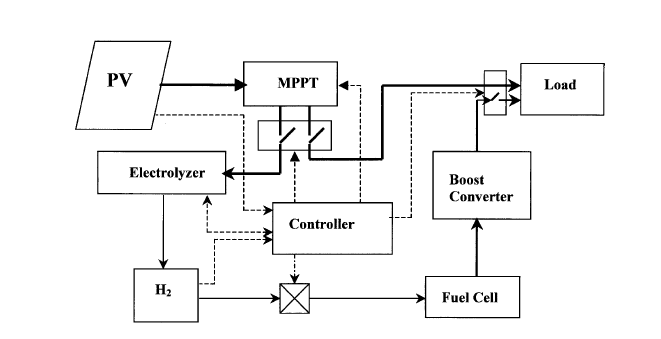 PV
MPPT
Load
Electrolyzer
Boost
Converter
Controller
H₂
Fuel Cell